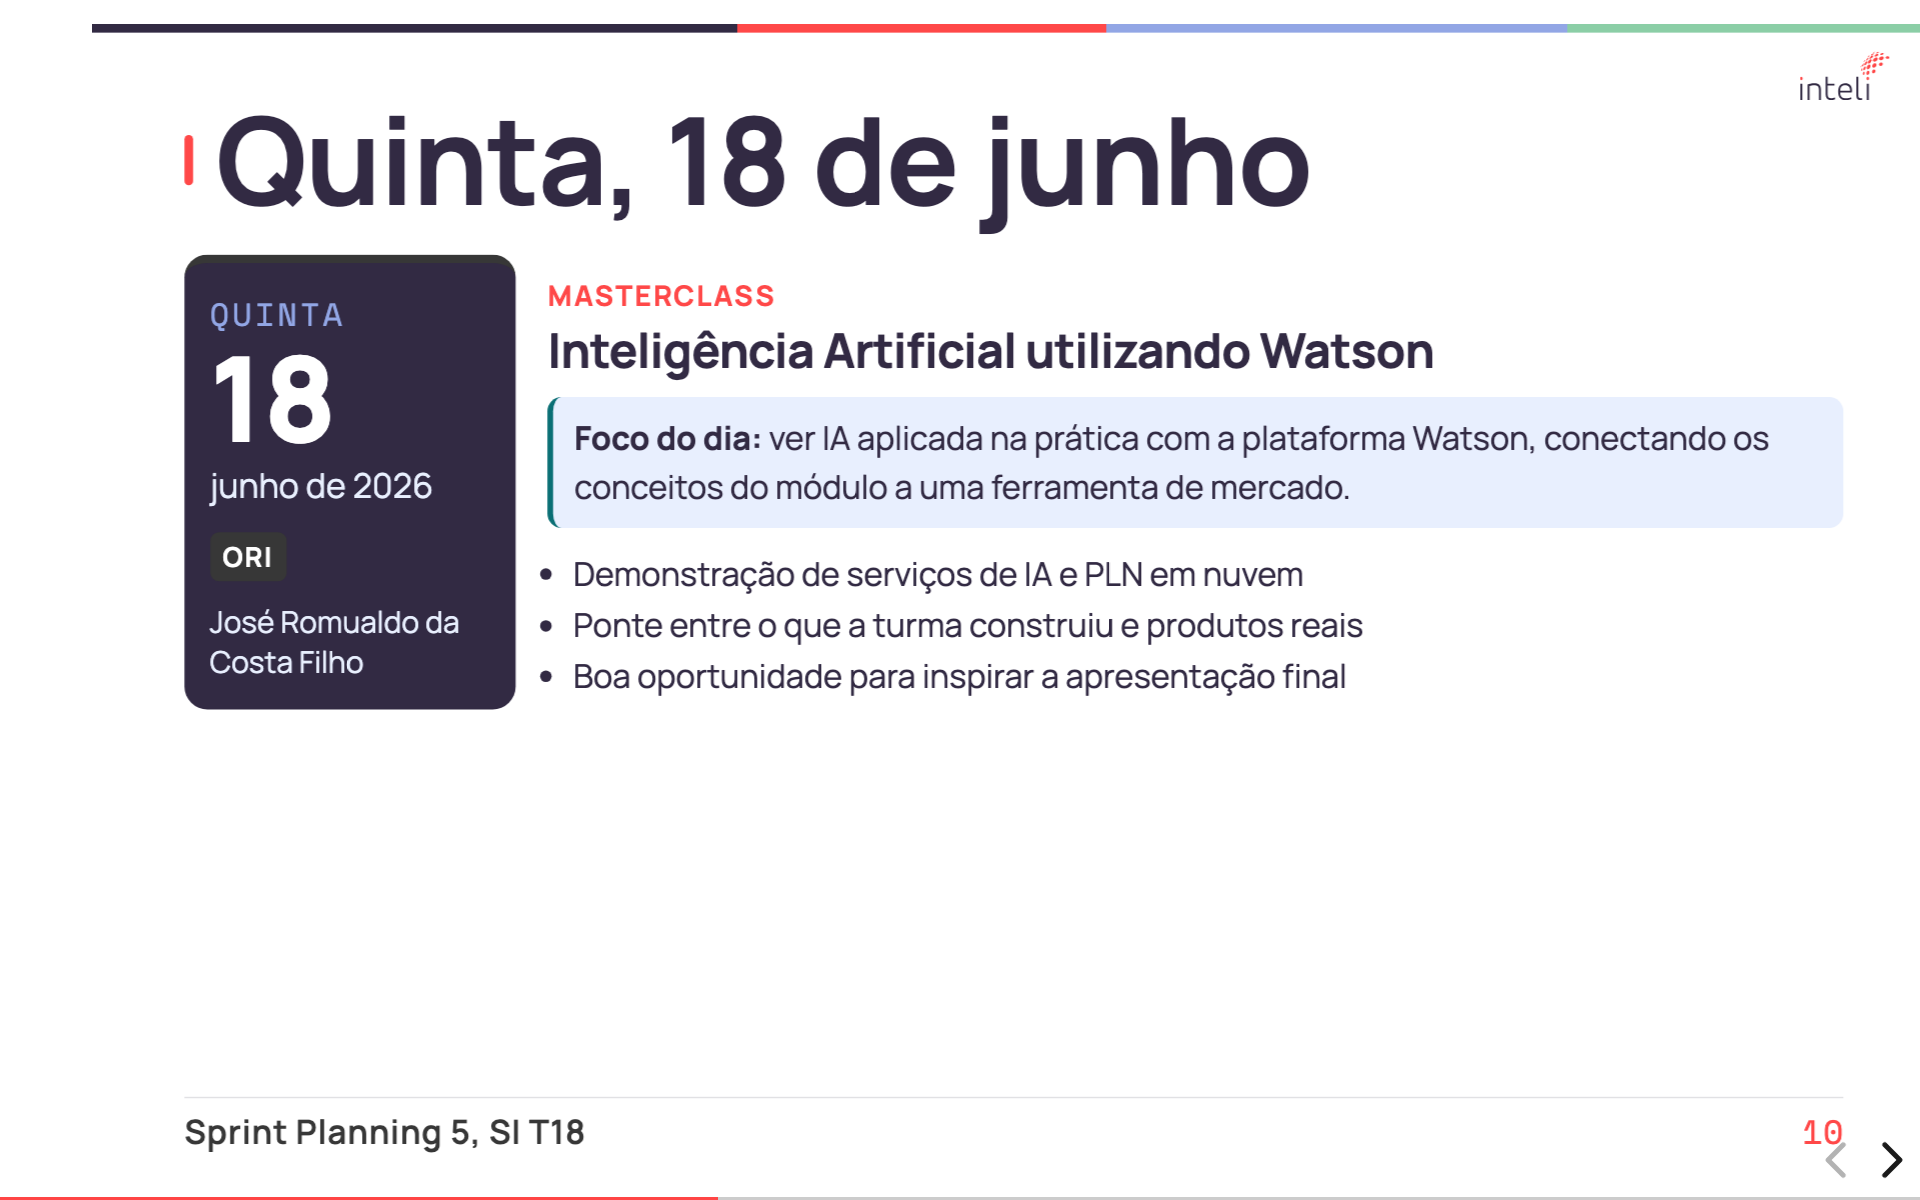 inteli
Quinta, 18 de junho
QUINTA
18
junho de 2026
ORI
José Romualdo da
Costa Filho
MASTERCLASS
Inteligência Artificial utilizando Watson
Foco do dia: ver IA aplicada na prática com a plataforma Watson, conectando os
conceitos do módulo a uma ferramenta de mercado.
• Demonstração de serviços de IA e PLN em nuvem
• Ponte entre o que a turma construiu e produtos reais
• Boa oportunidade para inspirar a apresentação final
Sprint Planning 5, SI T18
10